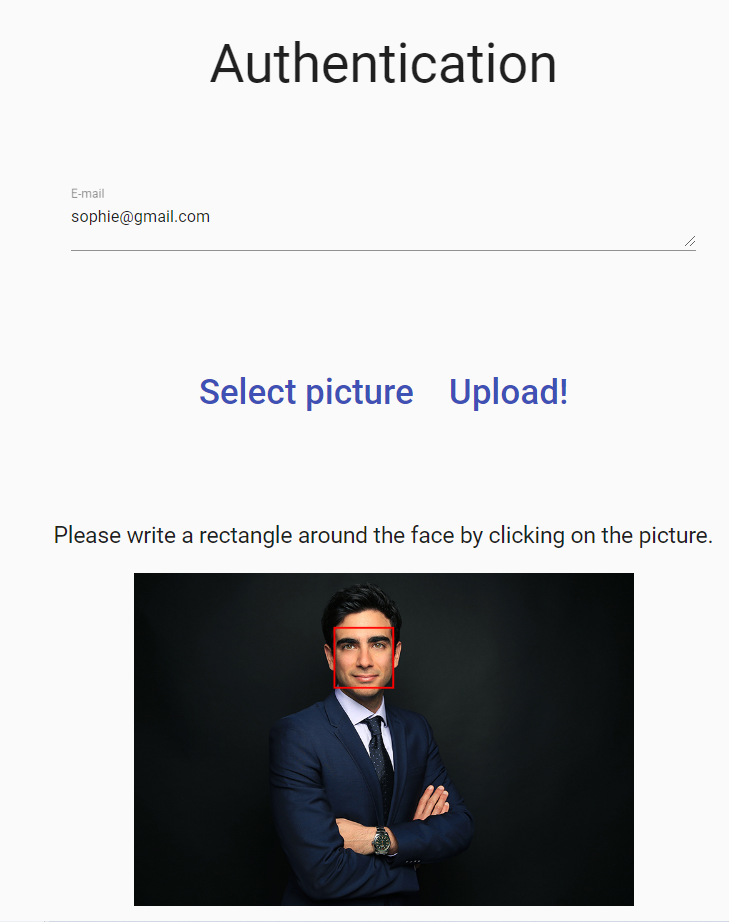 Authentication
E-mail
sophie@gmail.com
Select picture Upload!
Please write a rectangle around the face by clicking on the picture.